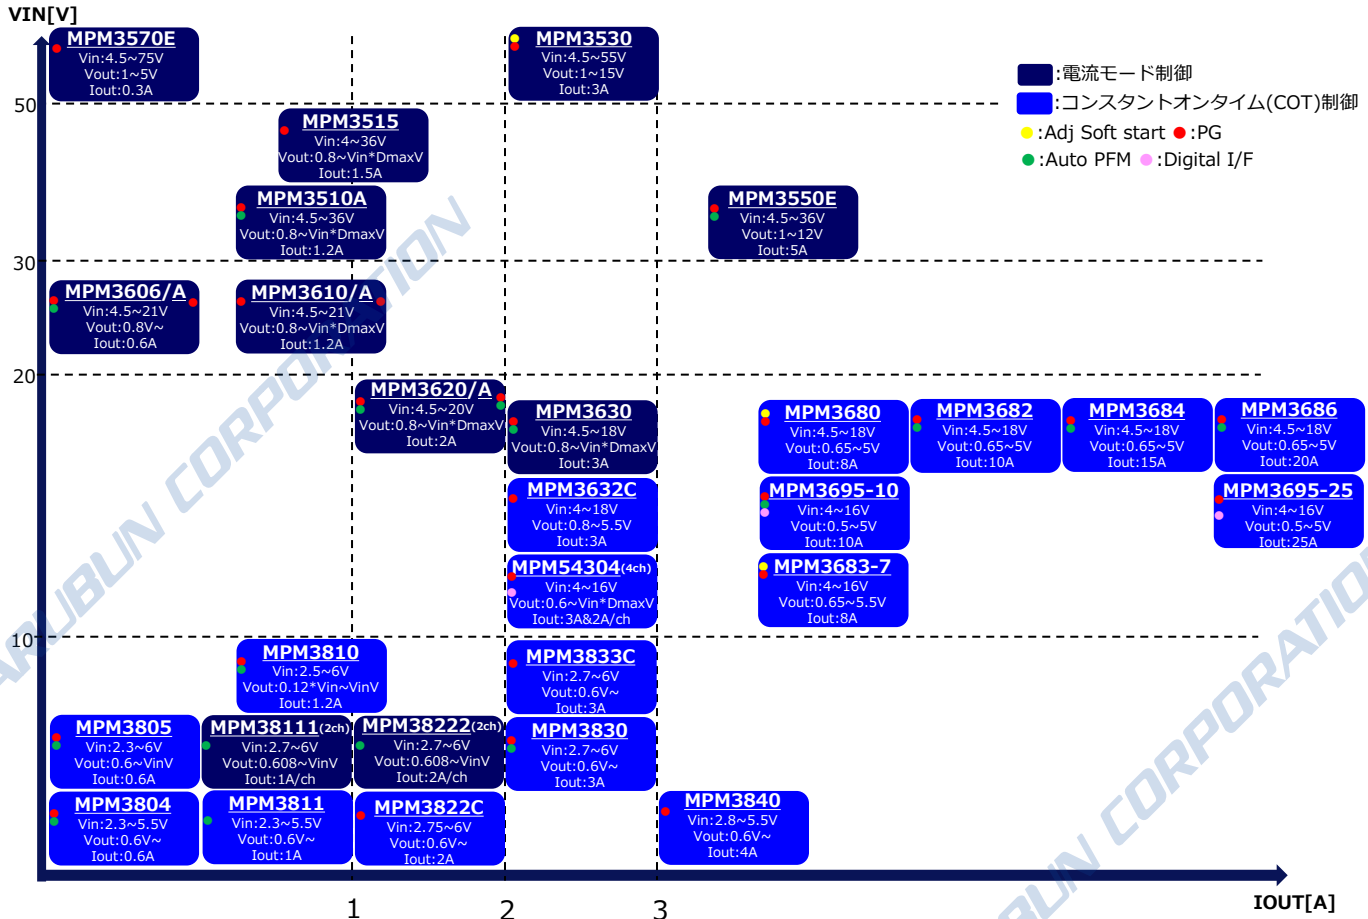 VIN[V]
MPM3570E
Vin:4.5~75V
Vout:1~5V
Iout:0.3A
MPM3530
Vin:4.5~55V
Vout:1~15V
Iout:3A
:電流モード制御
:コンスタントオンタイム(COT)制御
:Adj Soft start :PG
:Auto PFM :Digital I/F
50
MPM3515
Vin:4~36V
Vout:0.8~Vin*DmaxV
Iout:1.5A
MPM3510A
Vin:4.5~36V
Vout:0.8~Vin*DmaxV
Iout:1.2A
MPM3550E
Vin:4.5~36V
Vout:1~12V
Iout:5A
30
MPM3606/A
Vin:4.5~21V
Vout:0.8V~
Iout:0.6A
MPM3610/A
Vin:4.5~21V
Vout:0.8~Vin*DmaxV
Iout:1.2A
20
MPM3620/A
Vin:4.5~20V
Vout:0.8~Vin*DmaxV
Iout:2A
MPM3630
Vin:4.5~18V
Vout:0.8~Vin*DmaxV
Iout:3A
MPM3680
Vin:4.5~18V
Vout:0.65~5V
Iout:8A
MPM3682
Vin:4.5~18V
Vout:0.65~5V
Iout:10A
MPM3684
Vin:4.5~18V
Vout:0.65~5V
Iout:15A
MPM3686
Vin:4.5~18V
Vout:0.65~5V
Iout:20A
MPM3632C
Vin:4~18V
Vout:0.8~5.5V
Iout:3A
MPM3695-10
Vin:4~16V
Vout:0.5~5V
Iout:10A
MPM3695-25
Vin:4~16V
Vout:0.5~5V
Iout:25A
MPM54304(4ch)
Vin:4~16V
Vout:0.6~Vin*DmaxV
Iout:3A&2A/ch
MPM3683-7
Vin:4~16V
Vout:0.65~5.5V
Iout:8A
10
MPM3810
Vin:2.5~6V
Vout:0.12*Vin~VinV
Iout:1.2A
MPM3833C
Vin:2.7~6V
Vout:0.6V~
Iout:3A
MPM3805
Vin:2.3~6V
Vout:0.6~VinV
Iout:0.6A
MPM38111(2ch)
Vin:2.7~6V
Vout:0.608~VinV
Iout:1A/ch
MPM38222(2ch)
Vin:2.7~6V
Vout:0.608~VinV
Iout:2A/ch
MPM3830
Vin:2.7~6V
Vout:0.6V~
Iout:3A
MPM3804
Vin:2.3~5.5V
Vout:0.6V~
Iout:0.6A
MPM3811
Vin:2.3~5.5V
Vout:0.6V~
Iout:1A
MPM3822C
Vin:2.75~6V
Vout:0.6V~
Iout:2A
MPM3840
Vin:2.8~5.5V
Vout:0.6V~
Iout:4A
1
2
3
IOUT[A]
ARUBUN CORPORATION
ARUBUN CORPORATION